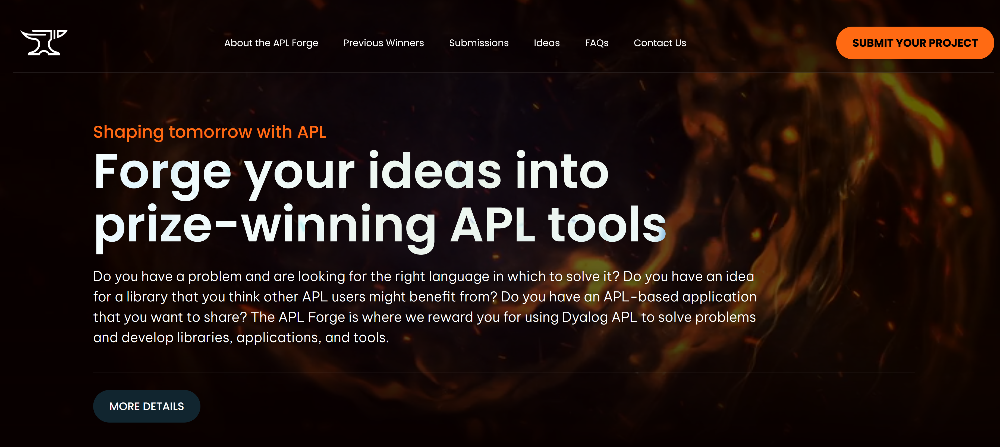 About the APL Forge
Previous Winners
Submissions
Ideas
FAQs
Contact Us
SUBMIT YOUR PROJECT
Shaping tomorrow with APL
Forge your ideas into
prize-winning APL tools
Do you have a problem and are looking for the right language in which to solve it? Do you have an idea
for a library that you think other APL users might benefit from? Do you have an APL-based application
that you want to share? The APL Forge is where we reward you for using Dyalog APL to solve problems
and develop libraries, applications, and tools.
MORE DETAILS